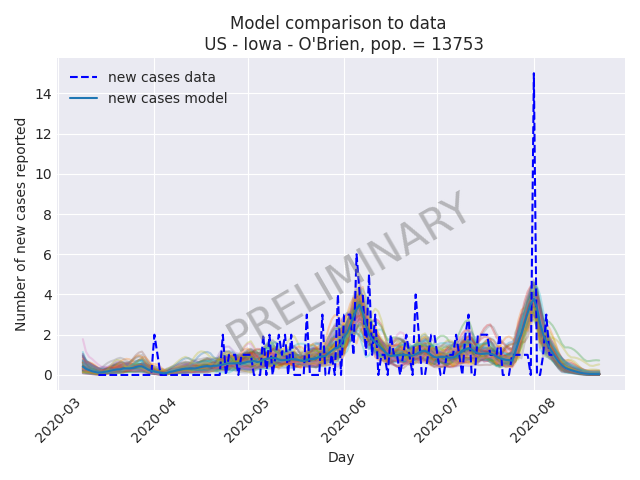 Model comparison to data
US - Iowa - O'Brien, pop. = 13753
new cases data
new cases model
Number of new cases reported
14
12
10
8
6
4
2
0
PRELIMINARY
2020-03
2020-04
2020-05
2020-06
2020-07
2020-08
Day